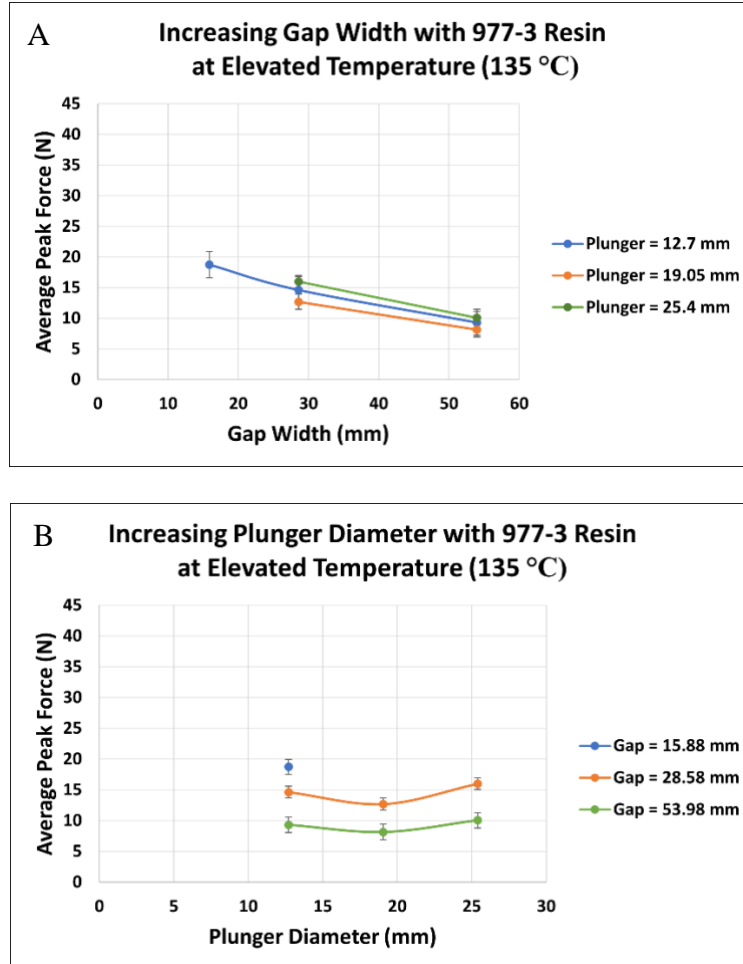 A
Increasing Gap Width with 977-3 Resin
at Elevated Temperature (135 °C)
45
40
35
30
25
20
15
10
5
0
Average Peak Force (N)
0 10 20 30 40 50 60
Gap Width (mm)
Plunger = 12.7 mm
Plunger = 19.05 mm
Plunger = 25.4 mm
B
Increasing Plunger Diameter with 977-3 Resin
at Elevated Temperature (135 °C)
45
40
35
30
25
20
15
10
5
0
Average Peak Force (N)
0 5 10 15 20 25 30
Plunger Diameter (mm)
Gap = 15.88 mm
Gap = 28.58 mm
Gap = 53.98 mm